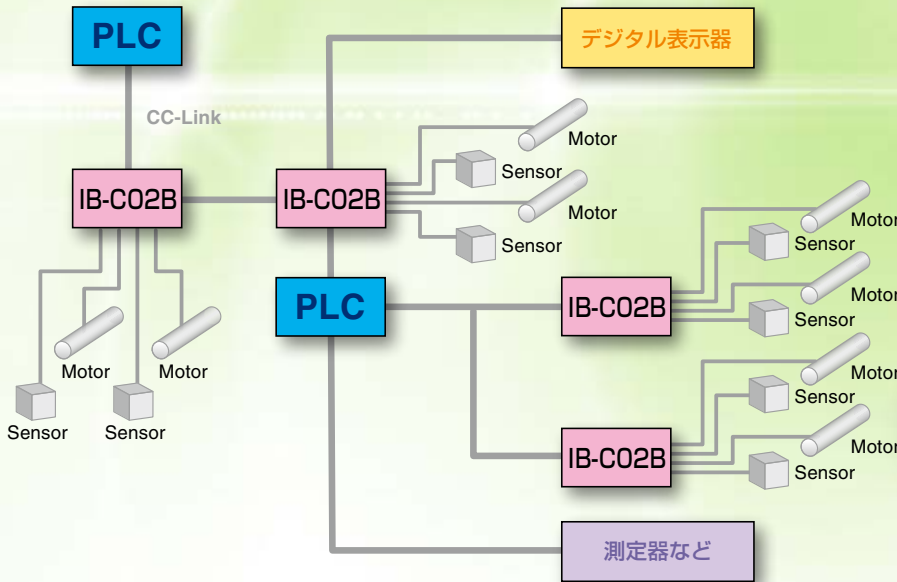 PLC
デジタル表示器
CC-Link
Motor
Sensor
IB-C02B
IB-C02B
Motor
Sensor
Motor
Sensor
PLC
IB-C02B
Motor
Sensor
Motor
Sensor
Motor
Motor
Sensor
Sensor
Motor
Sensor
IB-C02B
Motor
Sensor
測定器など